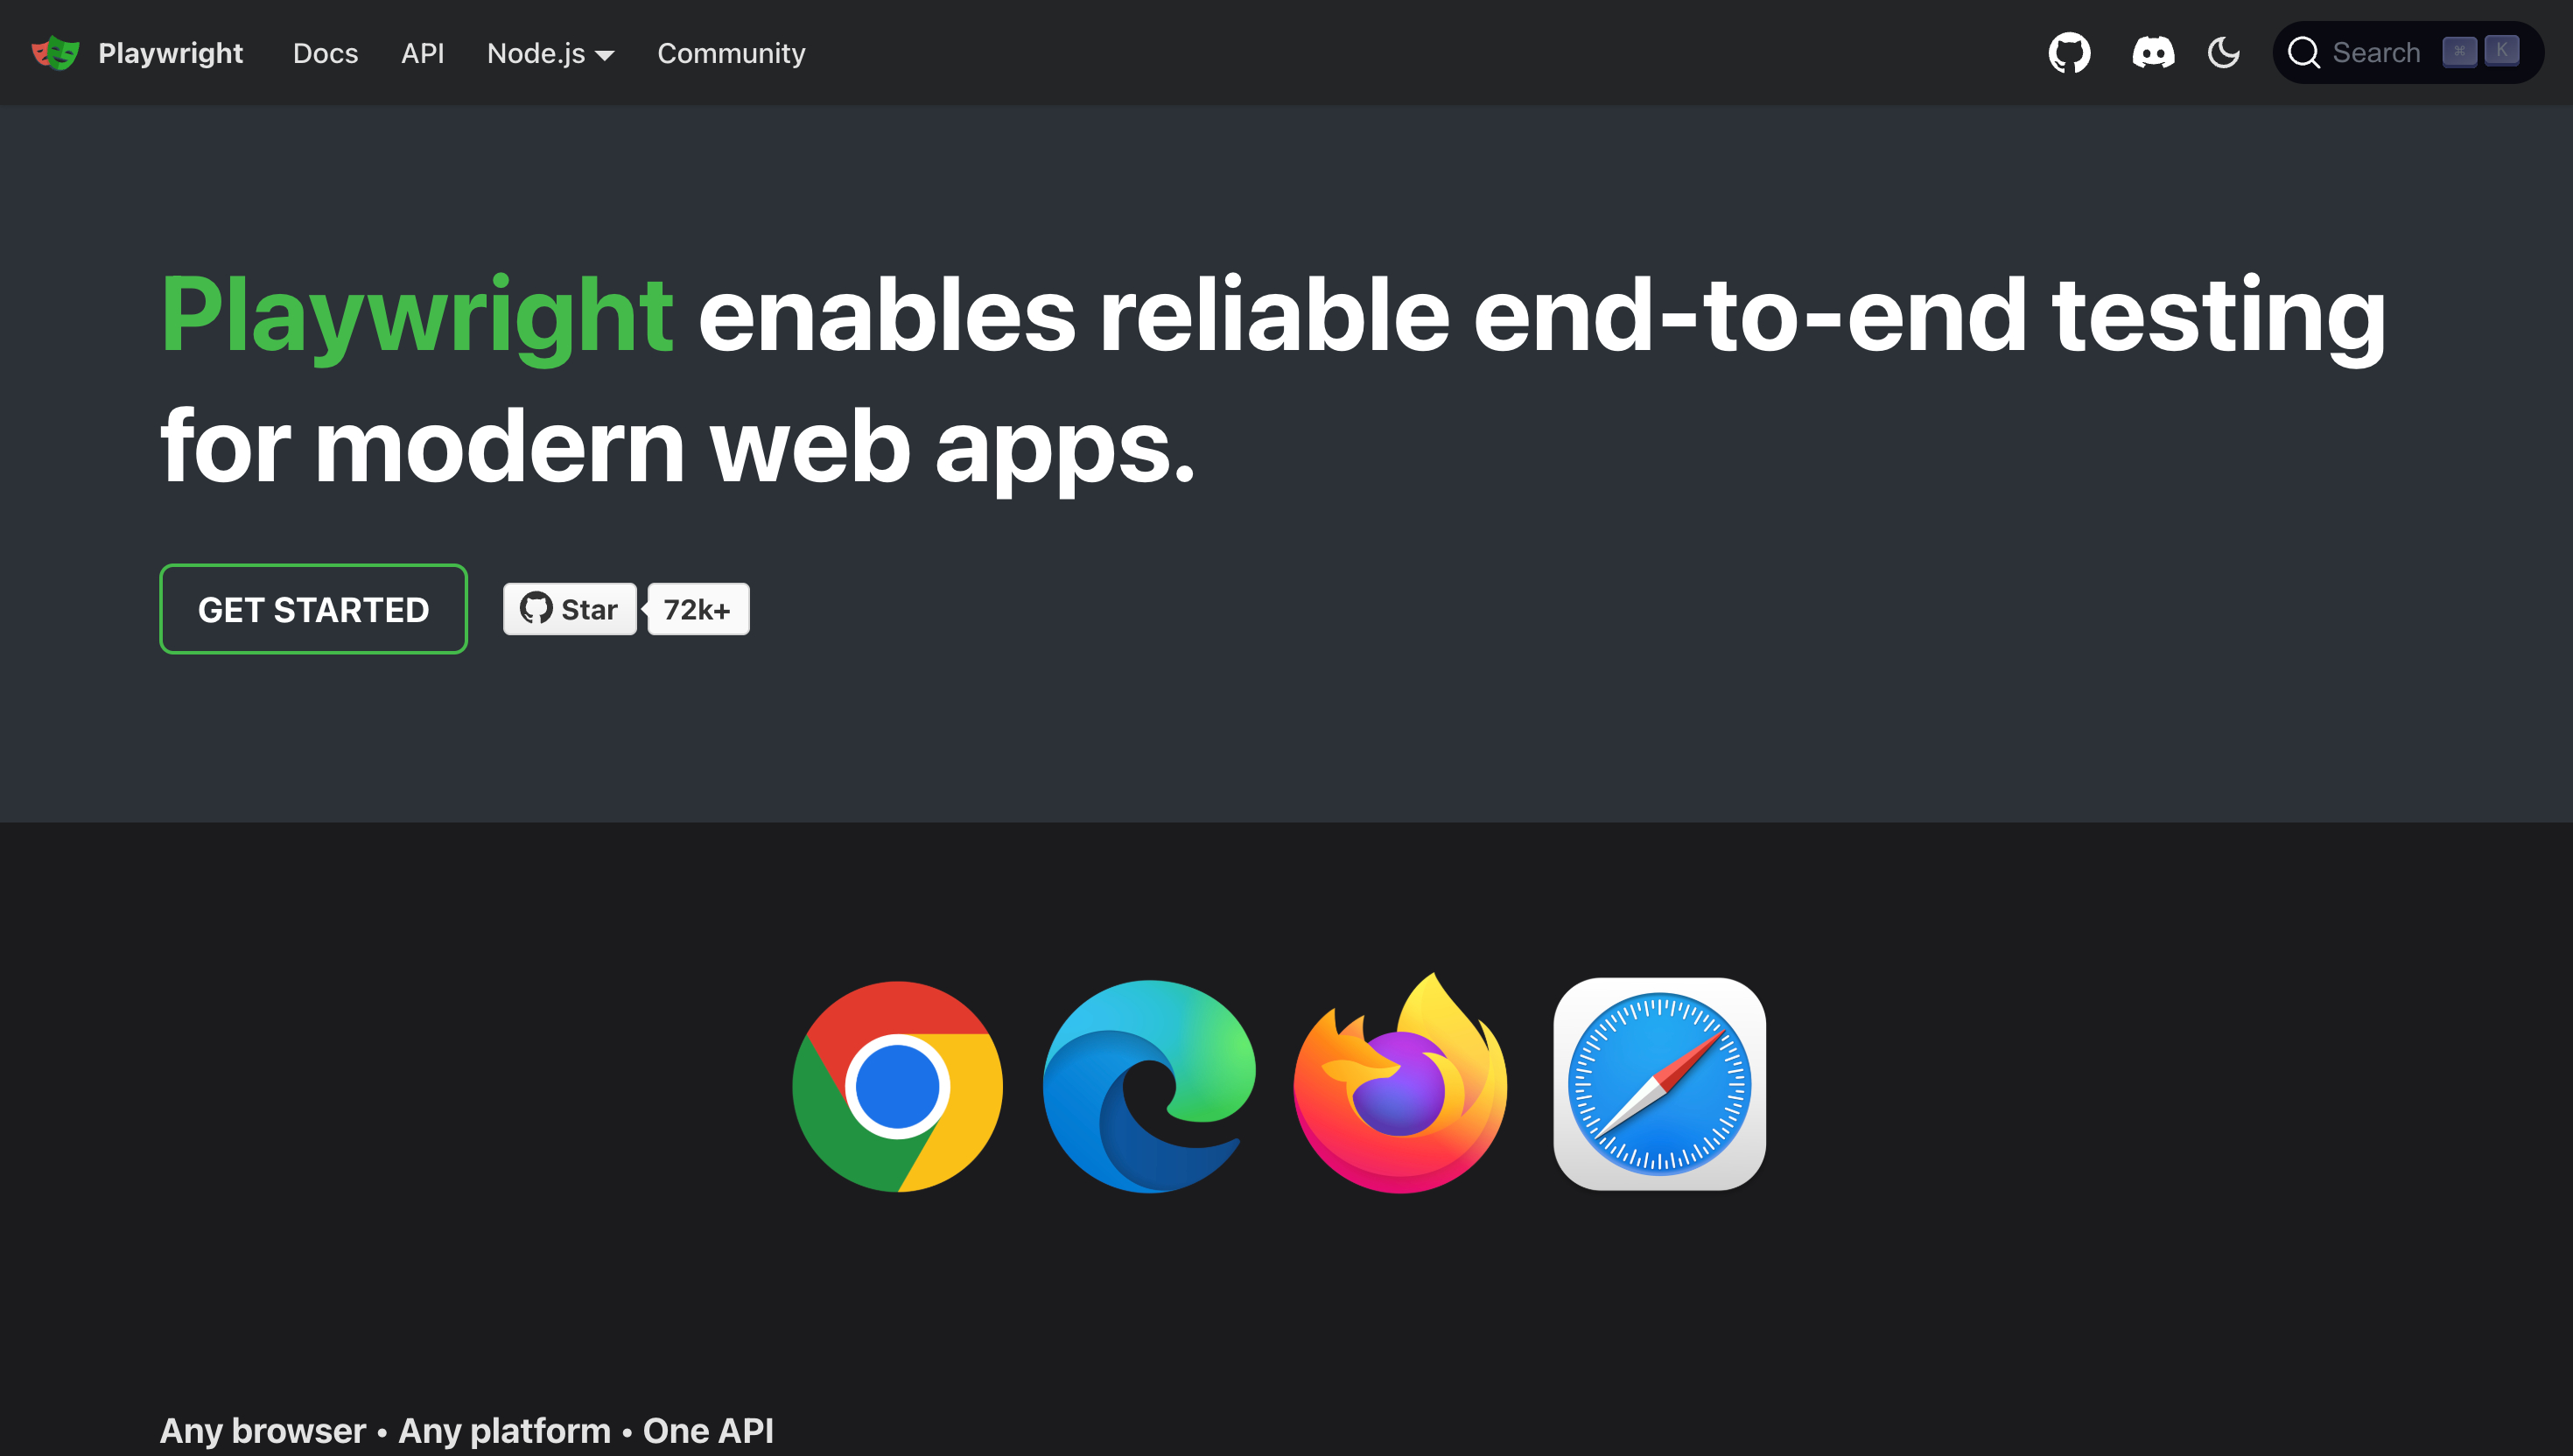 Playwright
Docs
API
Node.js
Community
Search ⌘ K
Playwright enables reliable end-to-end testing
for modern web apps.
GET STARTED
Star
72k+
Any browser • Any platform • One API